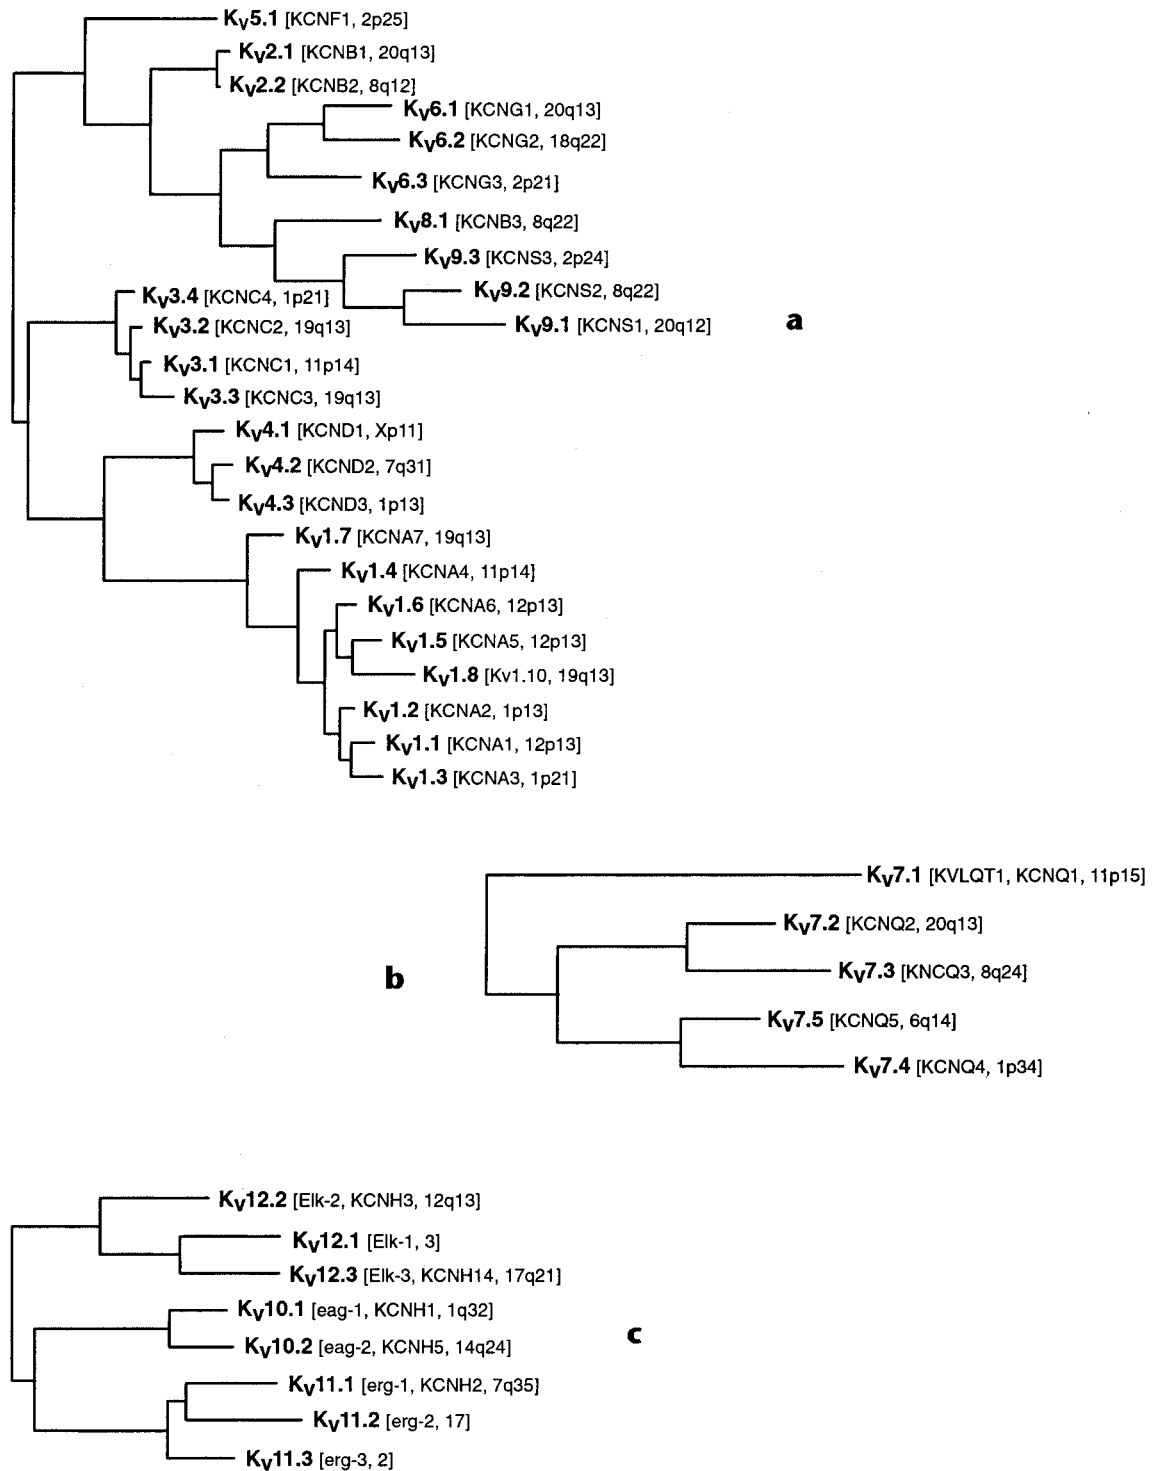 Kv5.1 [KCNF1, 2p25]
Kv2.1 [KCNB1, 20q13]
Kv2.2 [KCNB2, 8q12]
Kv6.1 [KCNG1, 20q13]
Kv6.2 [KCNG2, 18q22]
Kv6.3 [KCNG3, 2p21]
Kv8.1 [KCNB3, 8q22]
Kv9.3 [KCNS3, 2p24]
Kv9.2 [KCNS2, 8q22]
Kv3.4 [KCNC4, 1p21]
Kv9.1 [KCNS1, 20q12]
a
Kv3.2 [KCNC2, 19q13]
Kv3.1 [KCNC1, 11p14]
Kv3.3 [KCNC3, 19q13]
Kv4.1 [KCND1, Xp11]
Kv4.2 [KCND2, 7q31]
Kv4.3 [KCND3, 1p13]
Kv1.7 [KCNA7, 19q13]
Kv1.4 [KCNA4, 11p14]
Kv1.6 [KCNA6, 12p13]
Kv1.5 [KCNA5, 12p13]
Kv1.8 [Kv1.10, 19q13]
Kv1.2 [KCNA2, 1p13]
Kv1.1 [KCNA1, 12p13]
Kv1.3 [KCNA3, 1p21]
Kv7.1 [KVLQT1, KCNQ1, 11p15]
Kv7.2 [KCNQ2, 20q13]
b
Kv7.3 [KNCQ3, 8q24]
Kv7.5 [KCNQ5, 6q14]
Kv7.4 [KCNQ4, 1p34]
Kv12.2 [Elk-2, KCNH3, 12q13]
Kv12.1 [Elk-1, 3]
Kv12.3 [Elk-3, KCNH14, 17q21]
Kv10.1 [eag-1, KCNH1, 1q32]
c
Kv10.2 [eag-2, KCNH5, 14q24]
Kv11.1 [erg-1, KCNH2, 7q35]
Kv11.2 [erg-2, 17]
Kv11.3 [erg-3, 2]